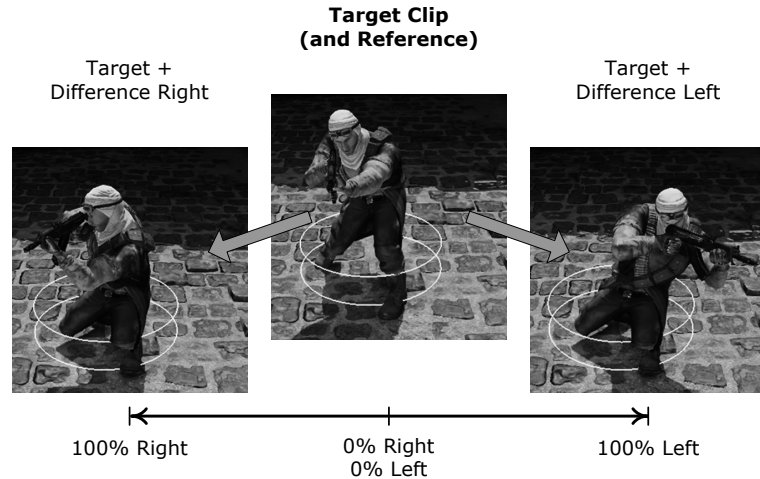 Target Clip
(and Reference)
Target +
Difference Right
Target +
Difference Left
100% Right
0% Right
0% Left
100% Left